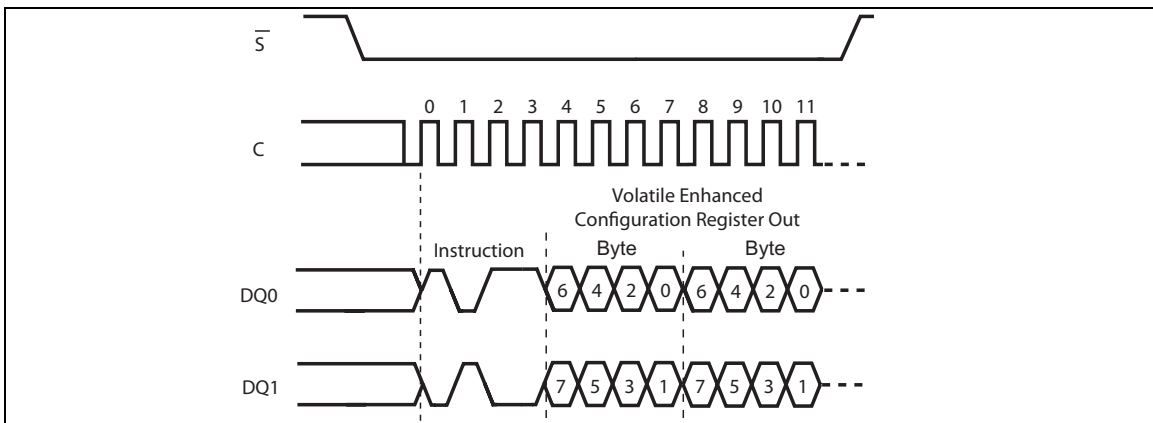 S
0 1 2 3 4 5 6 7 8 9 10 11
C
Volatile Enhanced
Configuration Register Out
Instruction Byte Byte
DQ0 6 4 2 0 6 4 2 0
DQ1 7 5 3 1 7 5 3 1